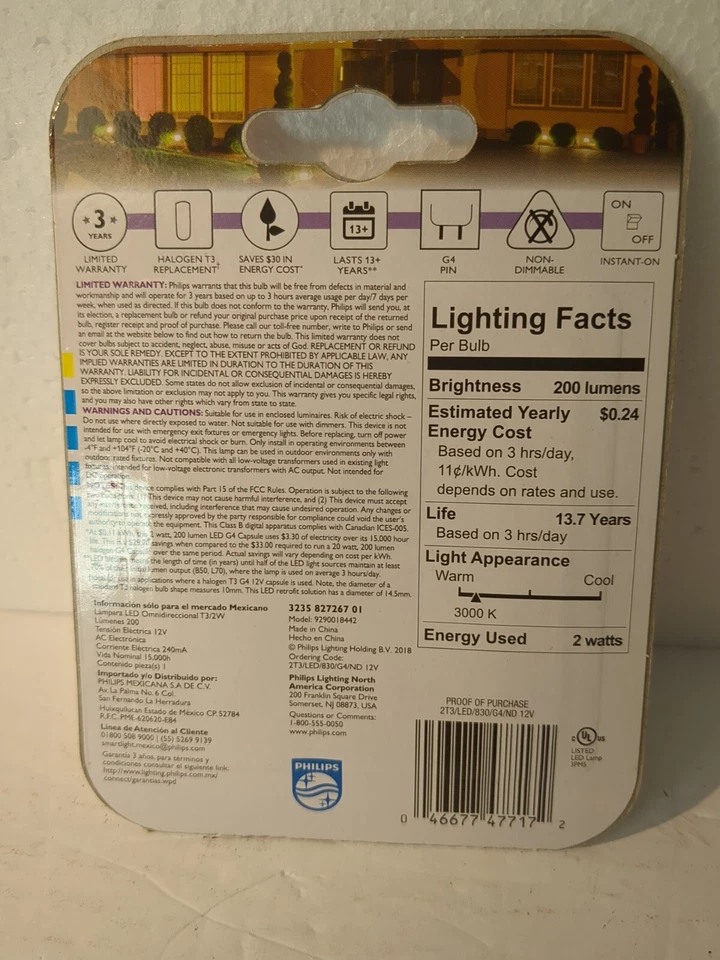 3
YEARS
LIMITED
WARRANTY
HALOGEN T3
REPLACEMENT†
SAVES $30 IN
ENERGY COST*
13+
LASTS 13+
YEARS**
G4
PIN
NON-
DIMMABLE
ON
OFF
INSTANT-ON
LIMITED WARRANTY: Philips warrants that this bulb will be free from defects in material and
workmanship and will operate for 3 years based on up to 3 hours average usage per day/7 days per
week, when used as directed. If this bulb does not conform to the warranty, Philips will send you, at
its election, a replacement bulb or refund your original purchase price upon receipt of the returned
bulb, register receipt and proof of purchase. Please call our toll-free number, write to Philips or send
an email at the website below to find out how to return the bulb. This limited warranty does not
cover bulbs subject to accident, neglect, abuse, misuse or acts of God. REPLACEMENT OR REFUND
IS YOUR SOLE REMEDY. EXCEPT TO THE EXTENT PROHIBITED BY APPLICABLE LAW, ANY
IMPLIED WARRANTIES ARE LIMITED IN DURATION TO THE DURATION OF THIS
WARRANTY. LIABILITY FOR INCIDENTAL OR CONSEQUENTIAL DAMAGES IS HEREBY
EXPRESSLY EXCLUDED. Some states do not allow exclusion of incidental or consequential damages,
so the above limitation or exclusion may not apply to you. This warranty gives you specific legal rights,
and you may also have other rights which vary from state to state.
WARNINGS AND CAUTIONS: Suitable for use in enclosed luminaires. Risk of electric shock –
Do not use where directly exposed to water. Not suitable for use with dimmers. This device is not
intended for use with emergency exit fixtures or emergency lights. Before replacing, turn off power
and let lamp cool to avoid electrical shock or burn. Only install in operating environments between
-4°F and +104°F (-20°C and +40°C). This lamp can be used in outdoor environments only with
outdoor rated fixtures. Not compatible with all low-voltage transformers used in existing light
fixtures. Intended for low-voltage electronic transformers with AC output. Not intended for
DC operation.
device complies with Part 15 of the FCC Rules. Operation is subject to the following
This device may not cause harmful interference, and (2) This device must accept
any received, including interference that may cause undesired operation. Any changes or
modifications not expressly approved by the party responsible for compliance could void the user's
authority to the equipment. This Class B digital apparatus complies with Canadian ICES-005.
watt, 200 lumen LED G4 Capsule uses $3.30 of electricity over its 15,000 hour
life. savings when compared to the $33.00 required to run a 20 watt, 200 lumen
halogen over the same period. Actual savings will vary depending on cost per kWh.
the length of time (in years) until half of the LED light sources maintain at least
output (B50, L70), where the lamp is used on average 3 hours/day.
use in applications where a halogen T3 G4 12V capsule is used. Note, the diameter of a
T3 halogen bulb shape measures 10mm. This LED retrofit has a diameter of 14.5mm.
Lighting Facts
Per Bulb
Brightness 200 lumens
Estimated Yearly $0.24
Energy Cost
Based on 3 hrs/day,
11¢/kWh. Cost
depends on rates and use.
Life 13.7 Years
Based on 3 hrs/day
Light Appearance
Warm Cool
3000 K
Energy Used 2 watts
Información sólo para el mercado Mexicano
Lámpara LED Omnidireccional T3/2W
Lúmenes 200
Tensión Eléctrica 12V
AC Electrónica
Corriente Eléctrica 240mA
Vida Nominal 15,000h
Contenido pieza(s) 1
Importado y/o Distribuido por:
PHILIPS MEXICANA S.A DE C.V.
Av. La Palma No. 6 Col.
San Fernando La Herradura
Huixquilucan Estado de México CP 52784
R.F.C. PME-620620-E84
Línea de Atención al Cliente
01800 508 9000 | (55) 5269 9139
smartlight.mexico@philips.com
Garantía 3 años, para términos y
condiciones consultar el siguiente link:
http://www.lighting.philips.com.mx/
connect/garantias.wpd
3235 827267 01
Model: 9290018442
Made in China
Hecho en China
© Philips Lighting Holding B.V. 2018
Ordering Code:
2T3/LED/830/G4/ND 12V
Philips Lighting North
America Corporation
200 Franklin Square Drive
Somerset, NJ 08873, USA
Questions or Comments:
1-800-555-0050
www.philips.com
PHILIPS
PROOF OF PURCHASE
2T3/LED/830/G4/ND 12V
0 46677 47717 2
C UL US
LISTED
LED Lamp